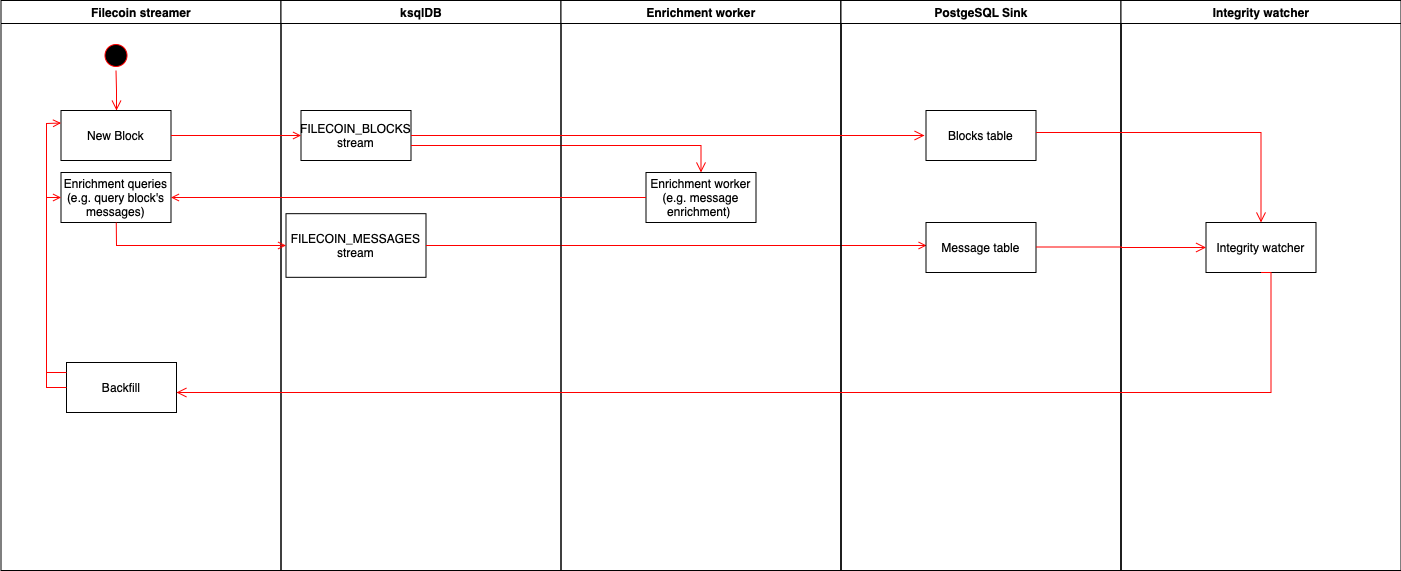 Filecoin streamer
ksqlDB
Enrichment worker
PostgeSQL Sink
Integrity watcher
New Block
FILECOIN_BLOCKS
stream
Blocks table
Enrichment queries
(e.g. query block's
messages)
Enrichment worker
(e.g. message
enrichment)
FILECOIN_MESSAGES
stream
Message table
Integrity watcher
Backfill